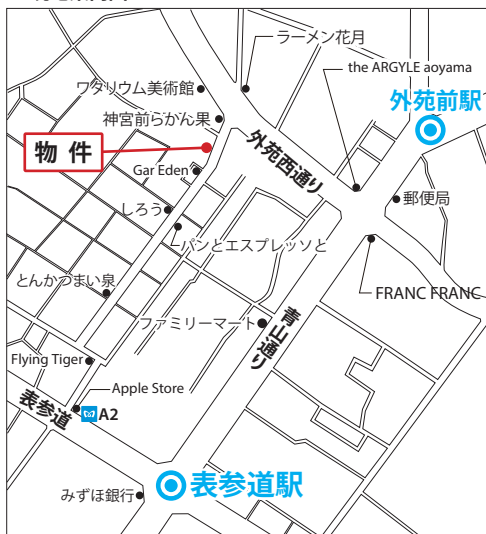 ラーメン花月
the ARGYLE aoyama
ワタリウム美術館
外苑前駅
神宮前らかん果
物件
外苑西通り
Gar Eden
郵便局
しろう
パンとエスプレッソと
とんかつまい泉
FRANC FRANC
ファミリーマート
青山通り
Flying Tiger
Apple Store
表参道
A2
表参道駅
みずほ銀行